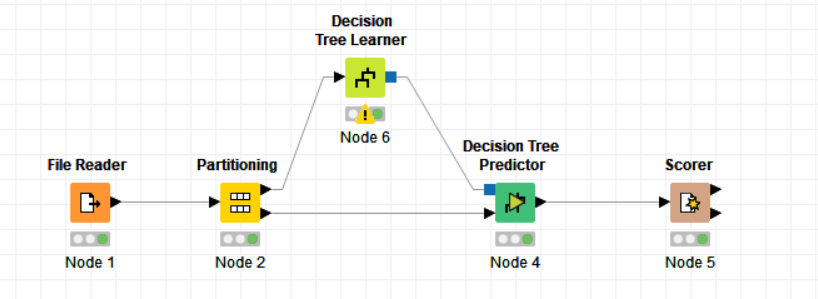 Decision
Tree Learner
Node 6
File Reader
Node 1
Partitioning
Node 2
Decision Tree
Predictor
Node 4
Scorer
Node 5